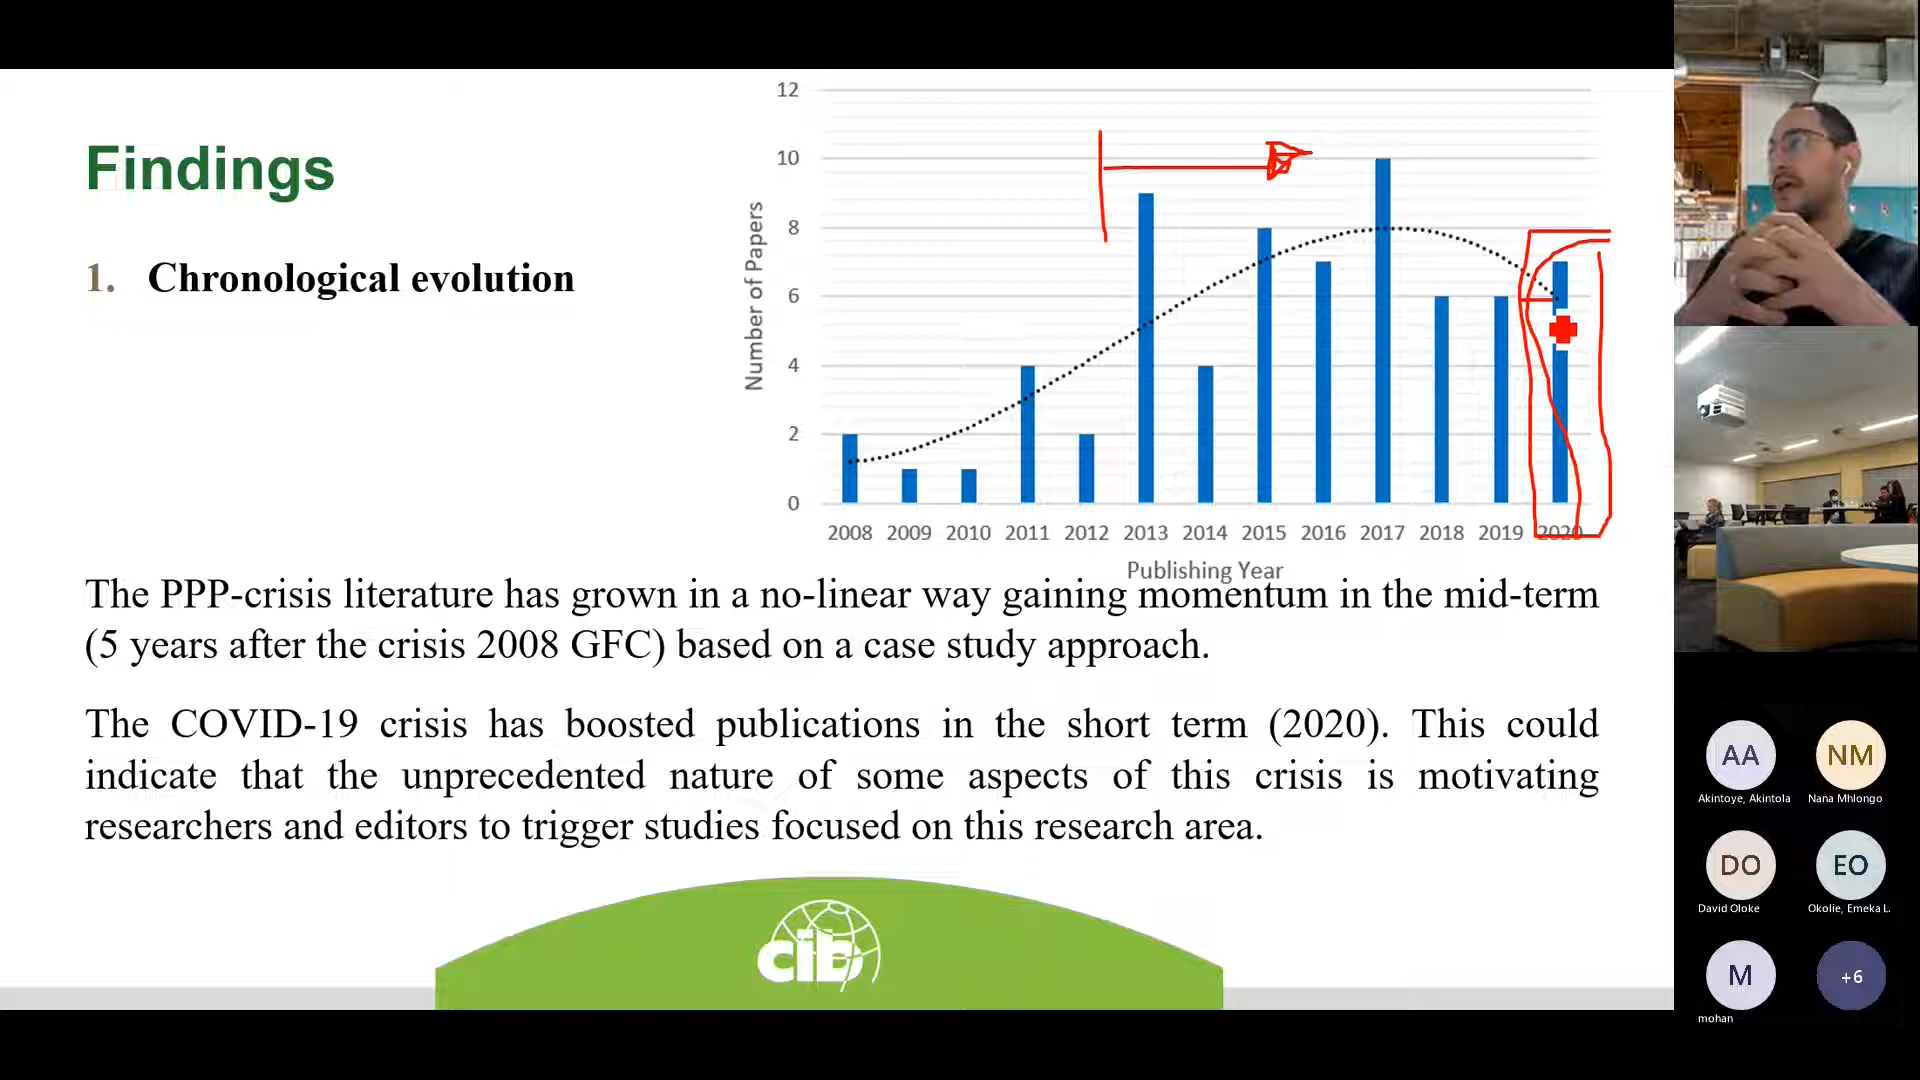 Findings
1. Chronological evolution
12
10
8
6
4
2
0
Number of Papers
2008 2009 2010 2011 2012 2013 2014 2015 2016 2017 2018 2019 2020
Publishing Year
The PPP-crisis literature has grown in a no-linear way gaining momentum in the mid-term
(5 years after the crisis 2008 GFC) based on a case study approach.
The COVID-19 crisis has boosted publications in the short term (2020). This could
indicate that the unprecedented nature of some aspects of this crisis is motivating
researchers and editors to trigger studies focused on this research area.
cib
AA NM
Akintoye, Akintola Nana Mhlongo
DO EO
David Oloke Okolie, Emeka L.
M +6
mohan